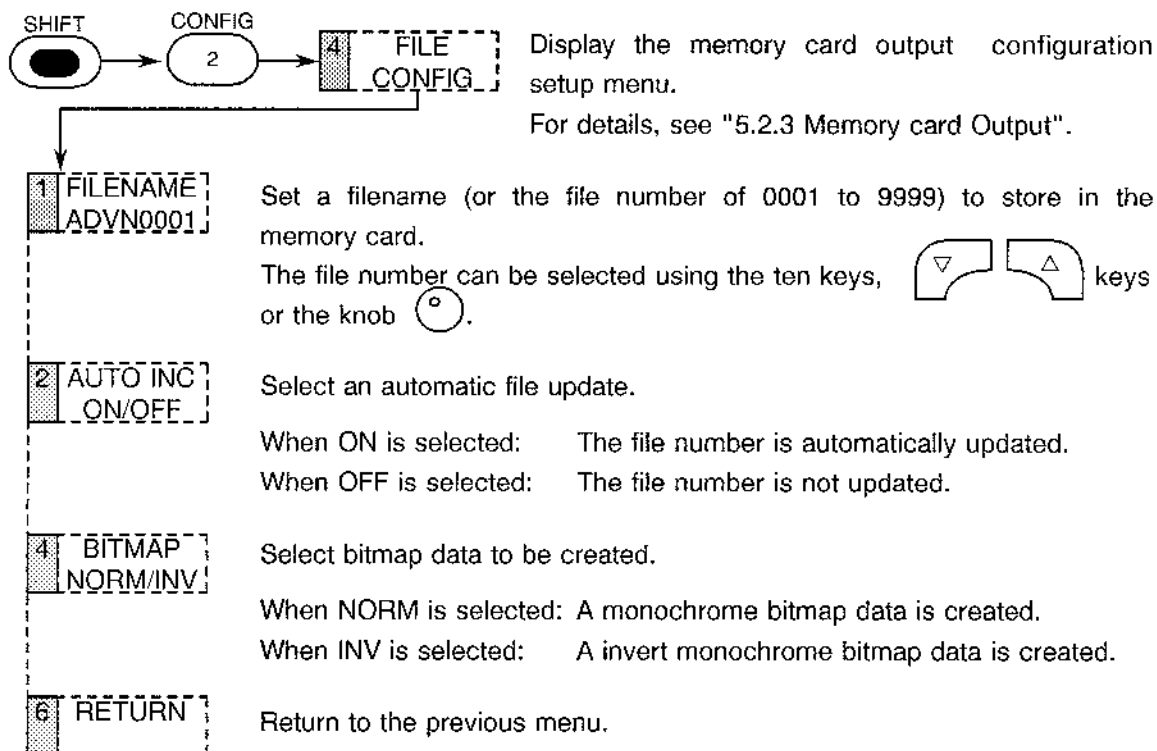 SHIFT CONFIG
2 4 FILE CONFIG
Display the memory card output configuration
setup menu.
For details, see "5.2.3 Memory card Output".
1 FILENAME
ADVN0001
Set a filename (or the file number of 0001 to 9999) to store in the
memory card.
The file number can be selected using the ten keys, ▽ △ keys
or the knob .
2 AUTO INC
ON/OFF
Select an automatic file update.
When ON is selected: The file number is automatically updated.
When OFF is selected: The file number is not updated.
4 BITMAP
NORM/INV
Select bitmap data to be created.
When NORM is selected: A monochrome bitmap data is created.
When INV is selected: A invert monochrome bitmap data is created.
6 RETURN
Return to the previous menu.